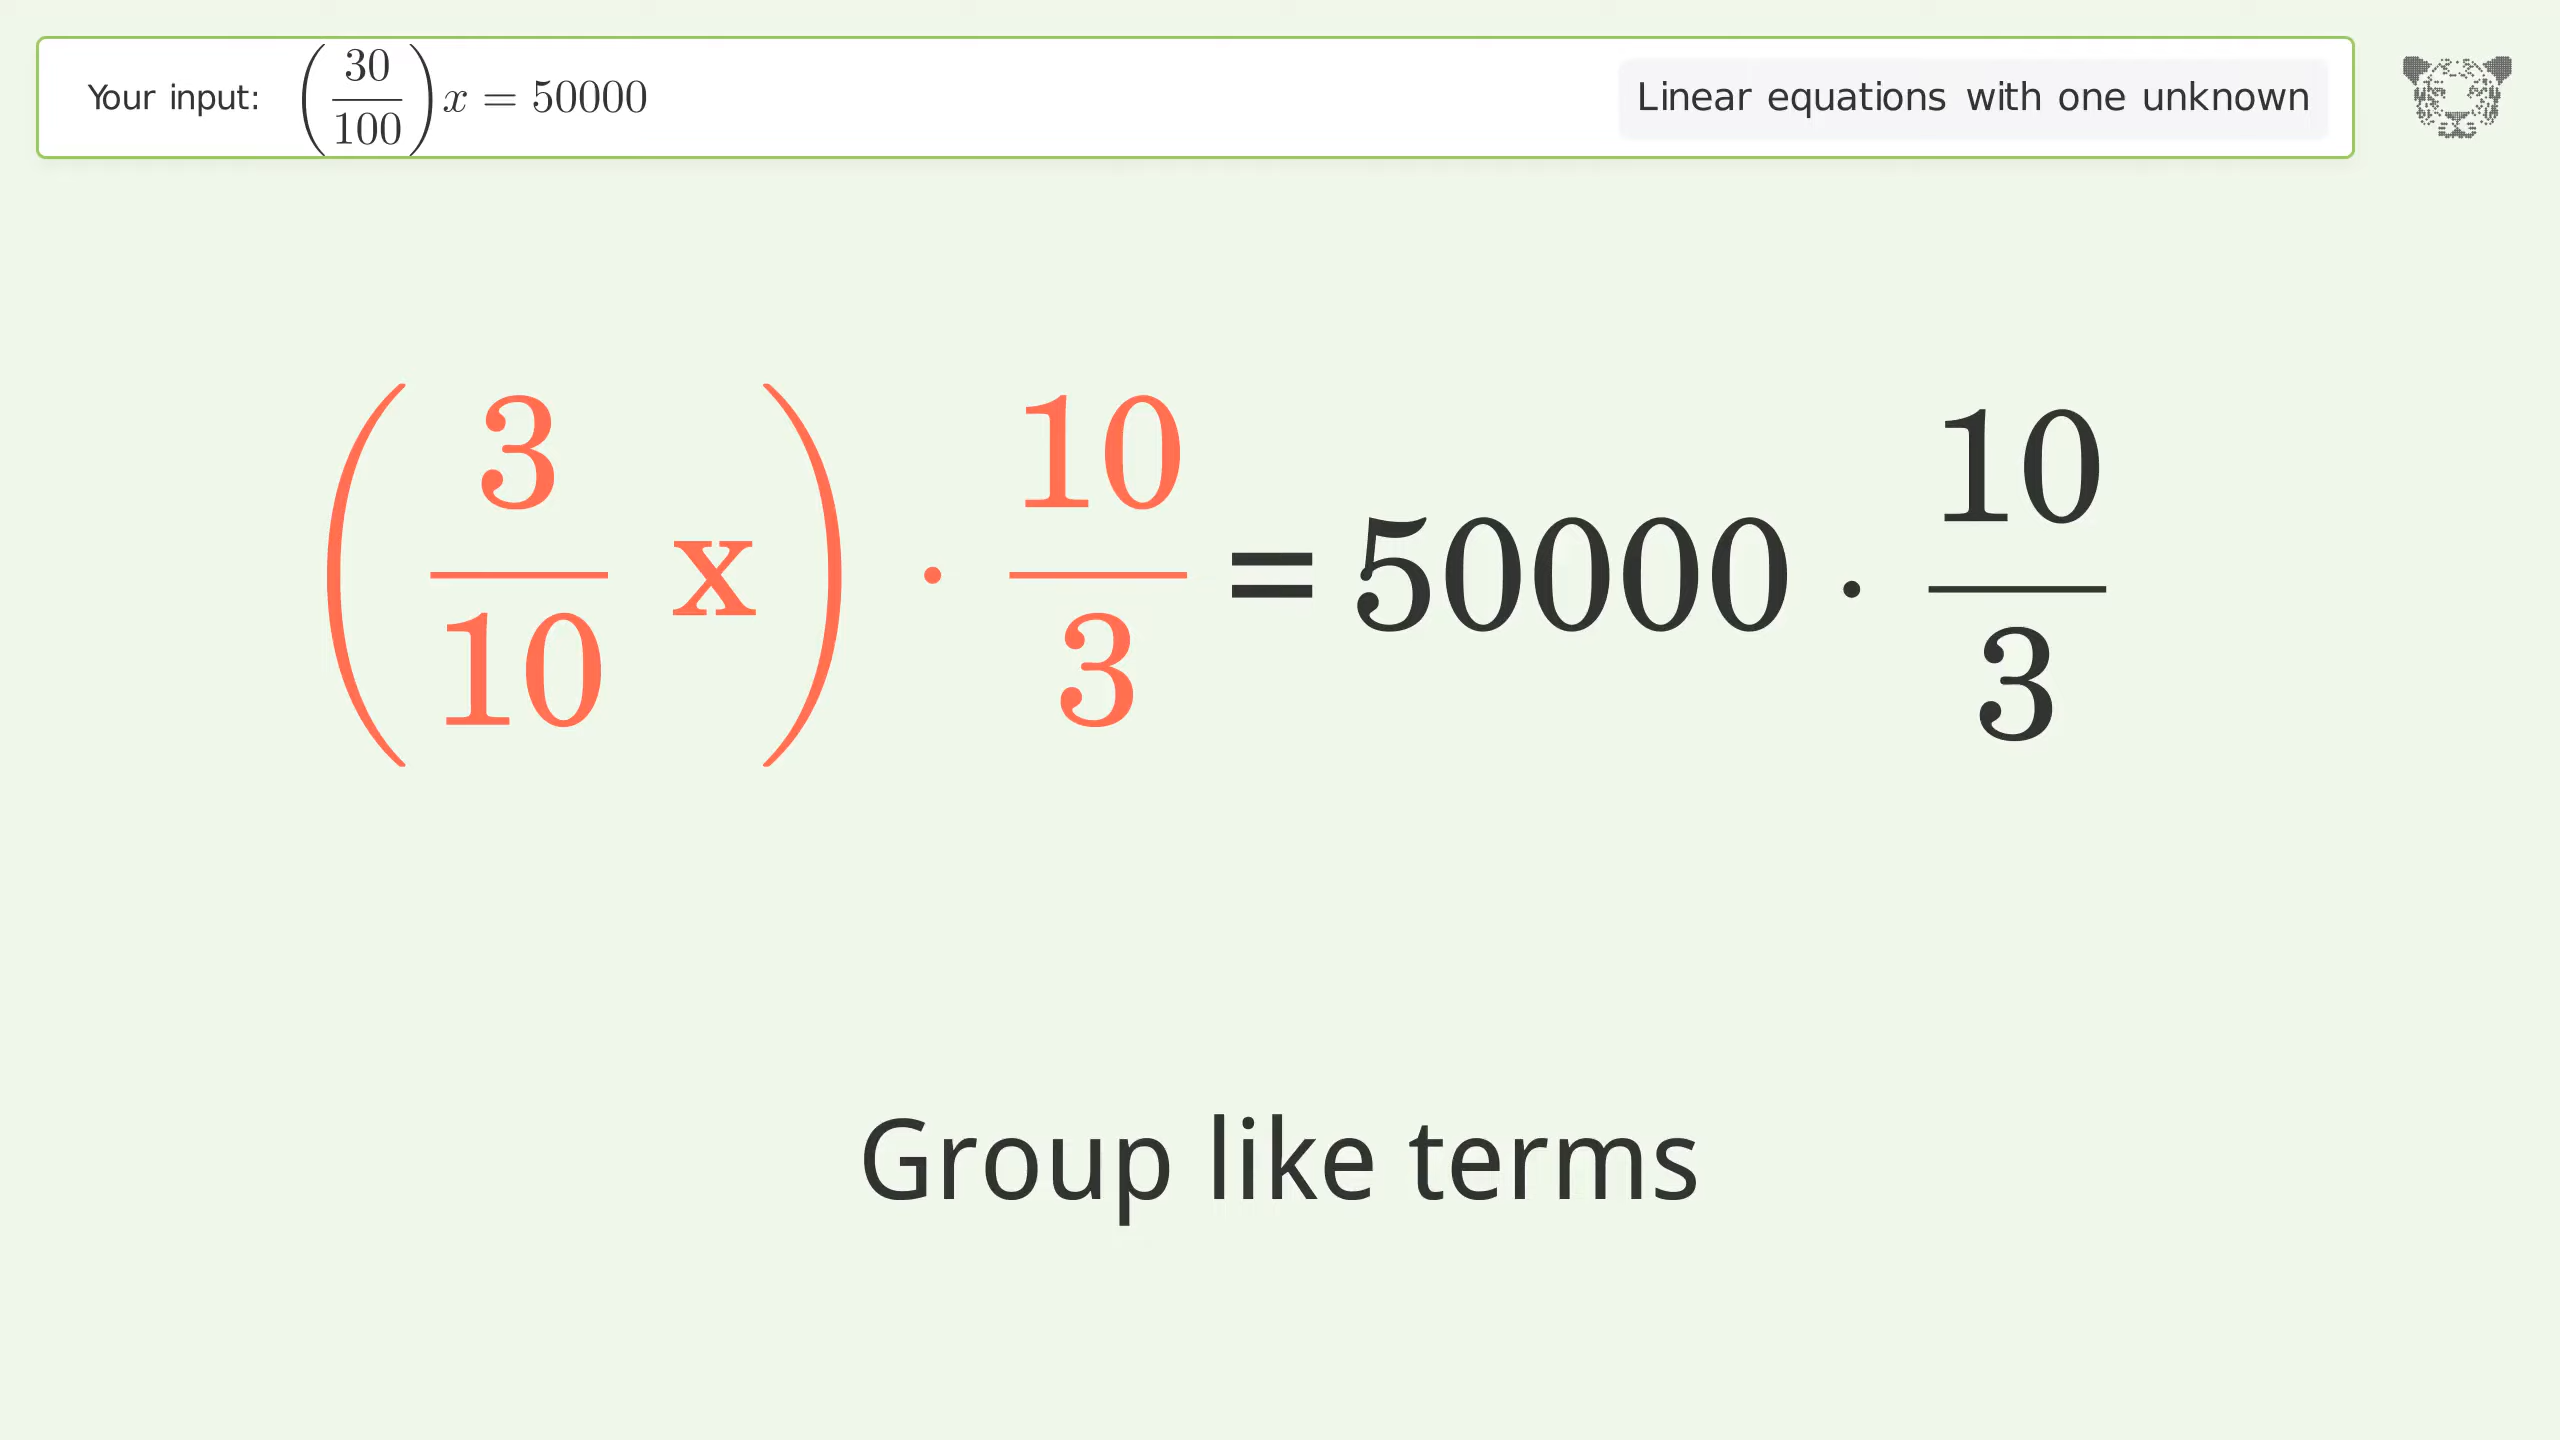 Your input: (30/100)x = 50000
Linear equations with one unknown
(3/10 x) · 10/3 = 50000 · 10/3
Group like terms